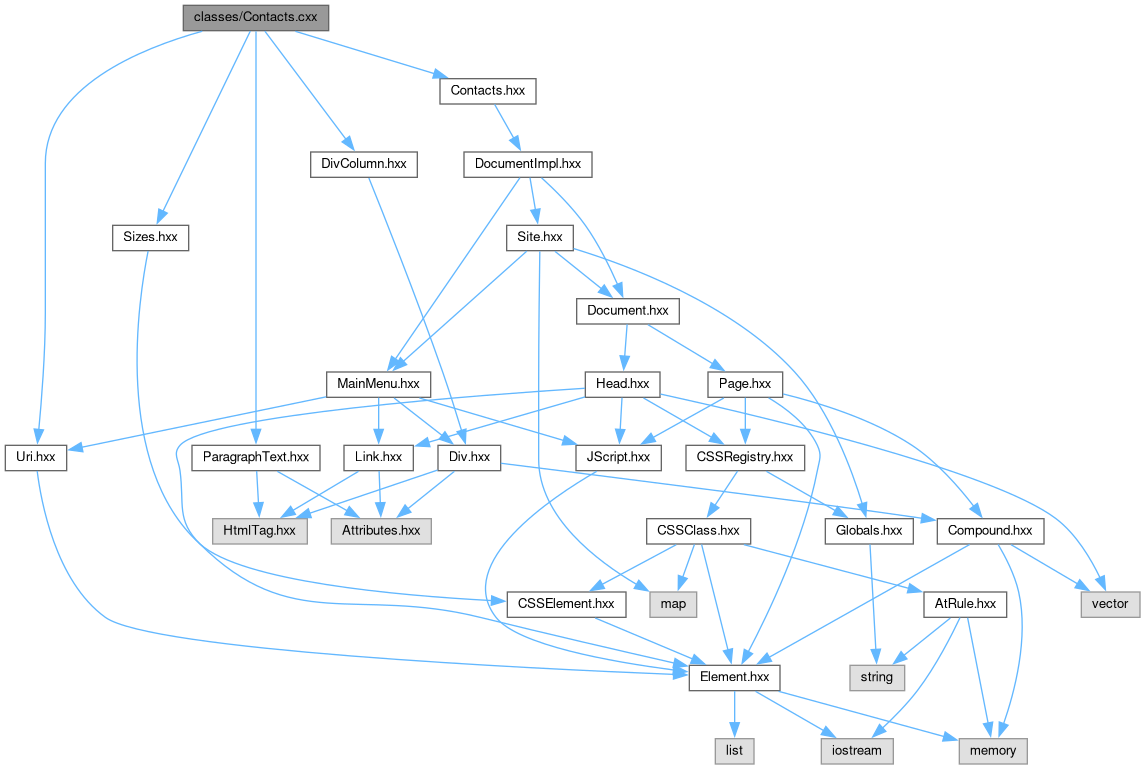 classes/Contacts.cxx
Contacts.hxx
DivColumn.hxx
DocumentImpl.hxx
Sizes.hxx
Site.hxx
Document.hxx
MainMenu.hxx
Head.hxx
Page.hxx
Uri.hxx
ParagraphText.hxx
Link.hxx
Div.hxx
JScript.hxx
CSSRegistry.hxx
HtmlTag.hxx
Attributes.hxx
CSSClass.hxx
Globals.hxx
Compound.hxx
CSSElement.hxx
map
AtRule.hxx
vector
Element.hxx
string
list
iostream
memory